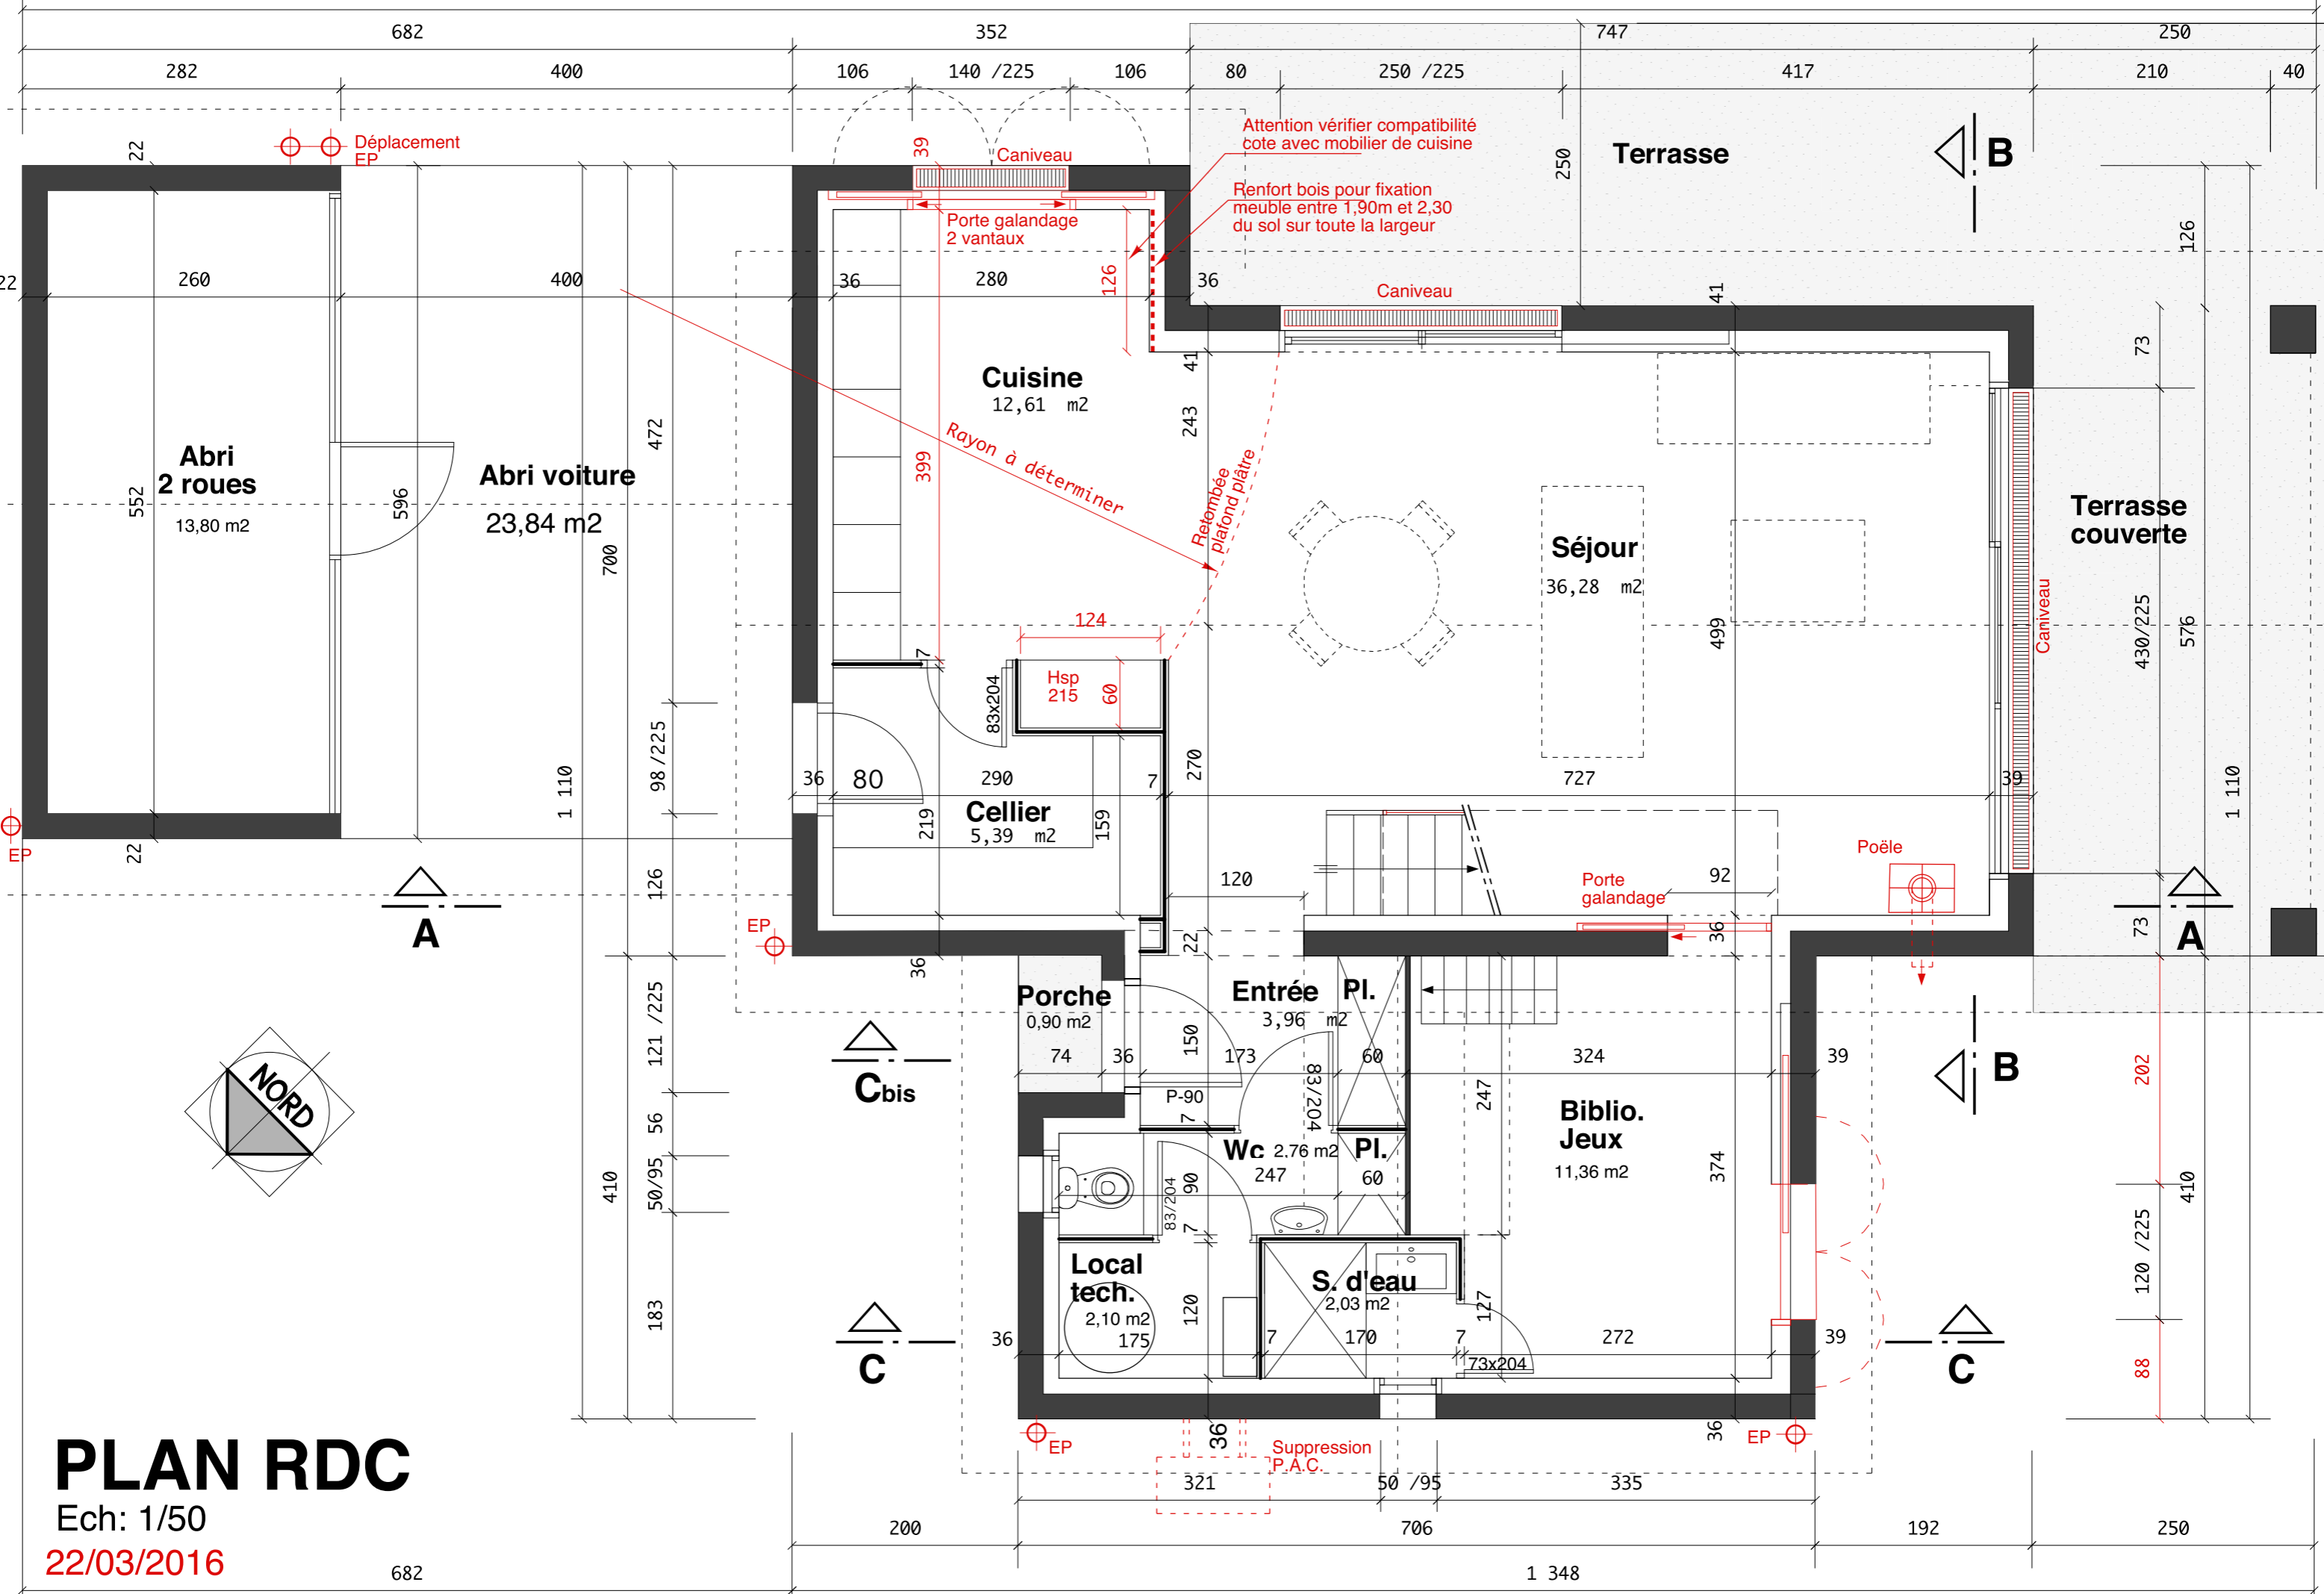 682
352
747
250
282
400
106
140 /225
106
80
250 /225
417
210
40
22
Déplacement
EP
39
Caniveau
Attention vérifier compatibilité
cote avec mobilier de cuisine
250
Terrasse
B
Renfort bois pour fixation
meuble entre 1,90m et 2,30
du sol sur toute la largeur
Porte galandage
2 vantaux
126
22
260
400
36
280
126
36
Caniveau
41
73
41
Cuisine
12,61 m2
243
472
Rayon à déterminer
399
Retombée
plafond plâtre
Abri
2 roues
13,80 m2
552
596
Abri voiture
23,84 m2
700
Séjour
36,28 m2
499
Terrasse
couverte
430/225
576
Caniveau
124
7
Hsp
215
60
83x204
98 /225
1 110
36
80
290
7
270
727
39
1 110
Cellier
5,39 m2
219
159
22
EP
126
120
Porte
galandage
92
Poêle
A
EP
36
22
36
73
A
Porche
0,90 m2
Entrée
3,96 m2
Pl.
121 /225
150
74
36
173
60
324
39
202
B
Cbis
NORD
P-90
7
83/204
247
Biblio.
Jeux
11,36 m2
56
Wc 2,76 m2
Pl.
247
60
374
410
50/95
90
83/204
7
410
120 /225
Local
tech.
2,10 m2
175
S. d'eau
2,03 m2
120
127
183
36
7
170
7
272
39
73x204
C
C
88
EP
36
Suppression
P.A.C.
36
EP
PLAN RDC
Ech: 1/50
22/03/2016
321
50 /95
335
200
706
192
250
682
1 348